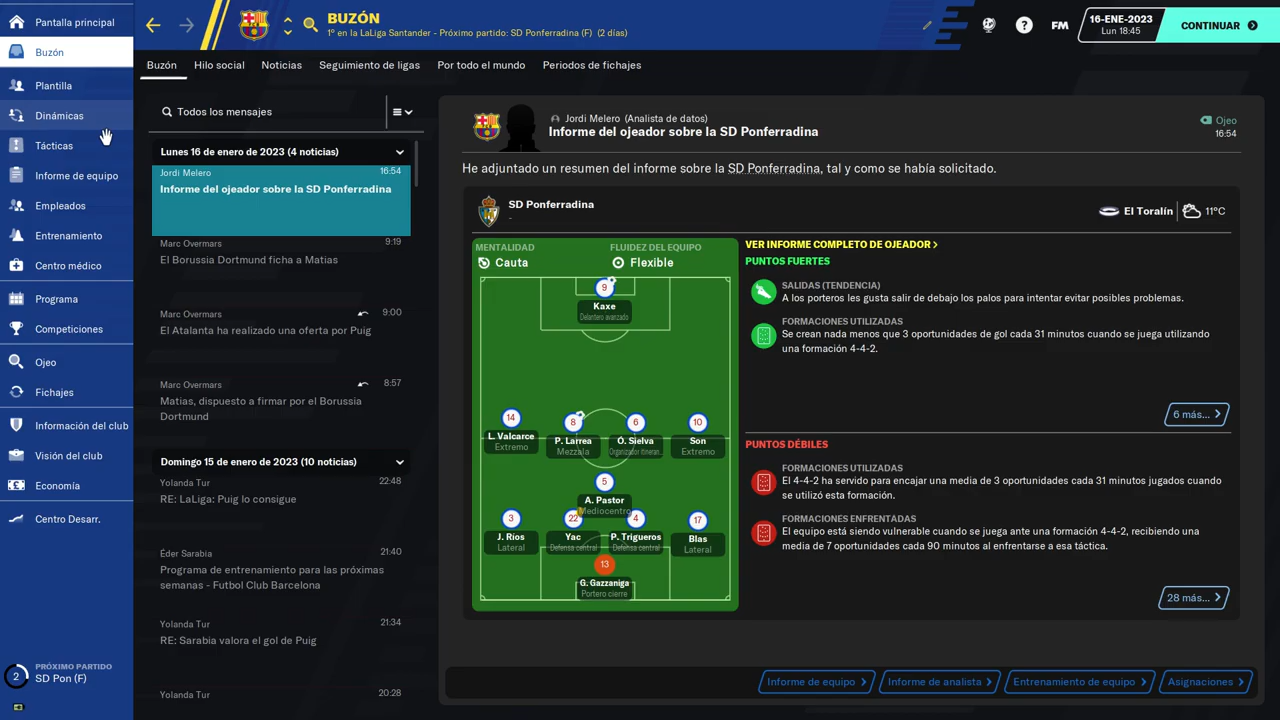 Pantalla principal
Buzón
Plantilla
Dinámicas
Tácticas
Informe de equipo
Empleados
Entrenamiento
Centro médico
Programa
Competiciones
Ojeo
Fichajes
Información del club
Visión del club
Economía
Centro Desarr.
PRÓXIMO PARTIDO
2
SD Pon (F)
BUZÓN
1º en la LaLiga Santander - Próximo partido: SD Ponferradina (F) (2 días)
FM
16-ENE-2023
Lun 18:45
CONTINUAR
Buzón
Hilo social
Noticias
Seguimiento de ligas
Por todo el mundo
Periodos de fichajes
Todos los mensajes
Lunes 16 de enero de 2023 (4 noticias)
Jordi Melero 16:54
Informe del ojeador sobre la SD Ponferradina
Marc Overmars 9:19
El Borussia Dortmund ficha a Matias
Marc Overmars 9:00
El Atalanta ha realizado una oferta por Puig
Marc Overmars 8:57
Matías, dispuesto a firmar por el Borussia
Dortmund
Domingo 15 de enero de 2023 (10 noticias)
Yolanda Tur 22:48
RE: LaLiga: Puig lo consigue
Éder Sarabia 21:40
Programa de entrenamiento para las próximas
semanas - Futbol Club Barcelona
Yolanda Tur 21:34
RE: Sarabia valora el gol de Puig
Yolanda Tur 20:28
Jordi Melero (Analista de datos)
Informe del ojeador sobre la SD Ponferradina
Ojeo
16:54
He adjuntado un resumen del informe sobre la SD Ponferradina, tal y como se había solicitado.
SD Ponferradina
-
El Toralín 11°C
MENTALIDAD
Cauta
FLUIDEZ DEL EQUIPO
Flexible
9
Kaxe
Delantero avanzado
14
L. Valcarce
Extremo
8
P. Larrea
Mezzala
6
Ó. Sielva
Organizador itineran...
10
Son
Extremo
5
A. Pastor
Mediocentro
3
J. Ríos
Lateral
22
Yac
Defensa central
4
P. Trigueros
Defensa central
17
Blas
Lateral
13
G. Gazzaniga
Portero cierre
VER INFORME COMPLETO DE OJEADOR >
PUNTOS FUERTES
SALIDAS (TENDENCIA)
A los porteros les gusta salir de debajo los palos para intentar evitar posibles problemas.
FORMACIONES UTILIZADAS
Se crean nada menos que 3 oportunidades de gol cada 31 minutos cuando se juega utilizando
una formación 4-4-2.
6 más... >
PUNTOS DÉBILES
FORMACIONES UTILIZADAS
El 4-4-2 ha servido para encajar una media de 3 oportunidades cada 31 minutos jugados cuando
se utilizó esta formación.
FORMACIONES ENFRENTADAS
El equipo está siendo vulnerable cuando se juega ante una formación 4-4-2, recibiendo una
media de 7 oportunidades cada 90 minutos al enfrentarse a esa táctica.
28 más... >
Informe de equipo >
Informe de analista >
Entrenamiento de equipo >
Asignaciones >